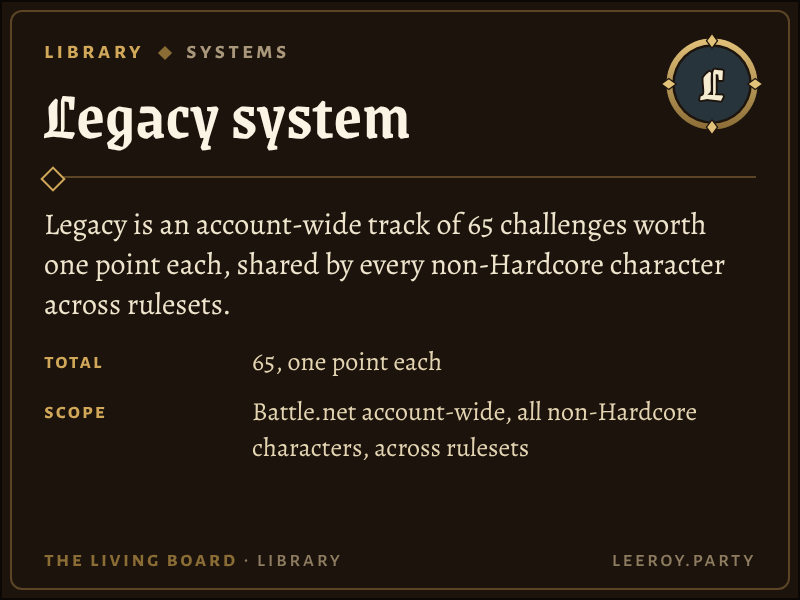 LIBRARY ◆ SYSTEMS
L
Legacy system
Legacy is an account-wide track of 65 challenges worth
one point each, shared by every non-Hardcore character
across rulesets.
TOTAL 65, one point each
SCOPE Battle.net account-wide, all non-Hardcore
characters, across rulesets
THE LIVING BOARD · LIBRARY LEEROY.PARTY